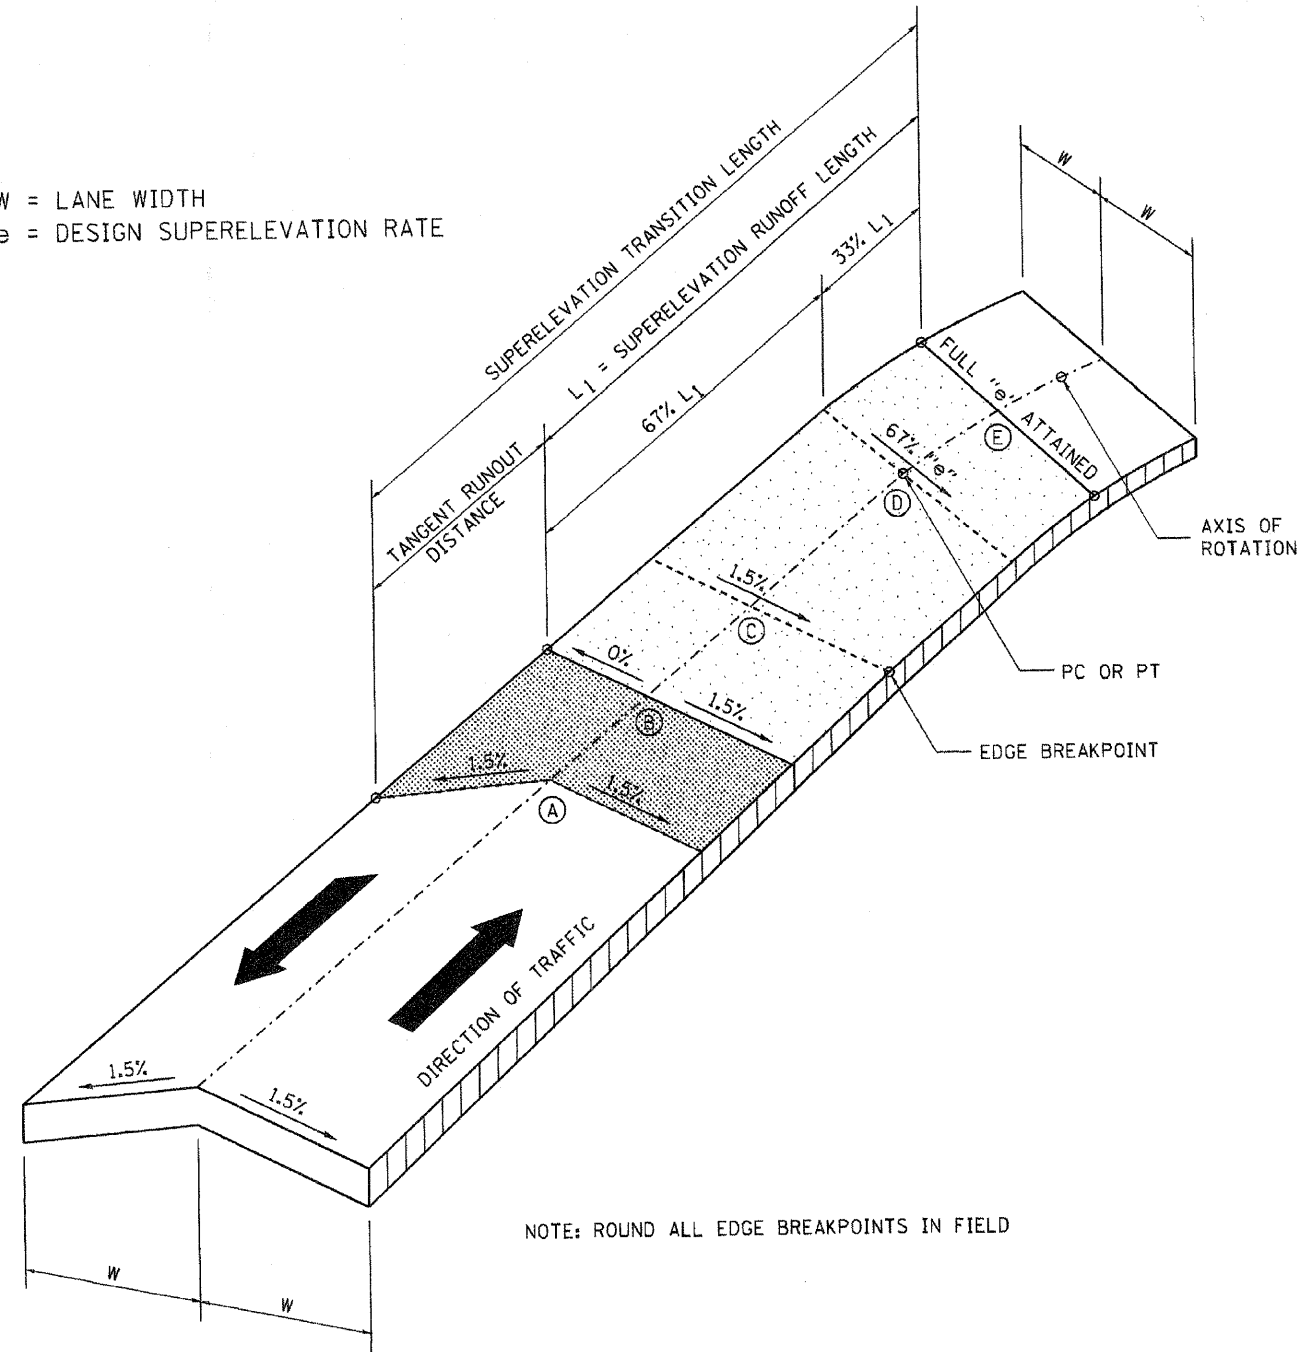 W = LANE WIDTH
e = DESIGN SUPERELEVATION RATE
SUPERELEVATION TRANSITION LENGTH
L1 = SUPERELEVATION RUNOFF LENGTH
33% L1
67% L1
TANGENT RUNOUT
DISTANCE
W
W
FULL "e" ATTAINED
E
67% "e"
D
AXIS OF
ROTATION
1.5%
C
PC OR PT
0%
1.5%
B
EDGE BREAKPOINT
1.5%
1.5%
A
DIRECTION OF TRAFFIC
1.5%
1.5%
NOTE: ROUND ALL EDGE BREAKPOINTS IN FIELD
W
W